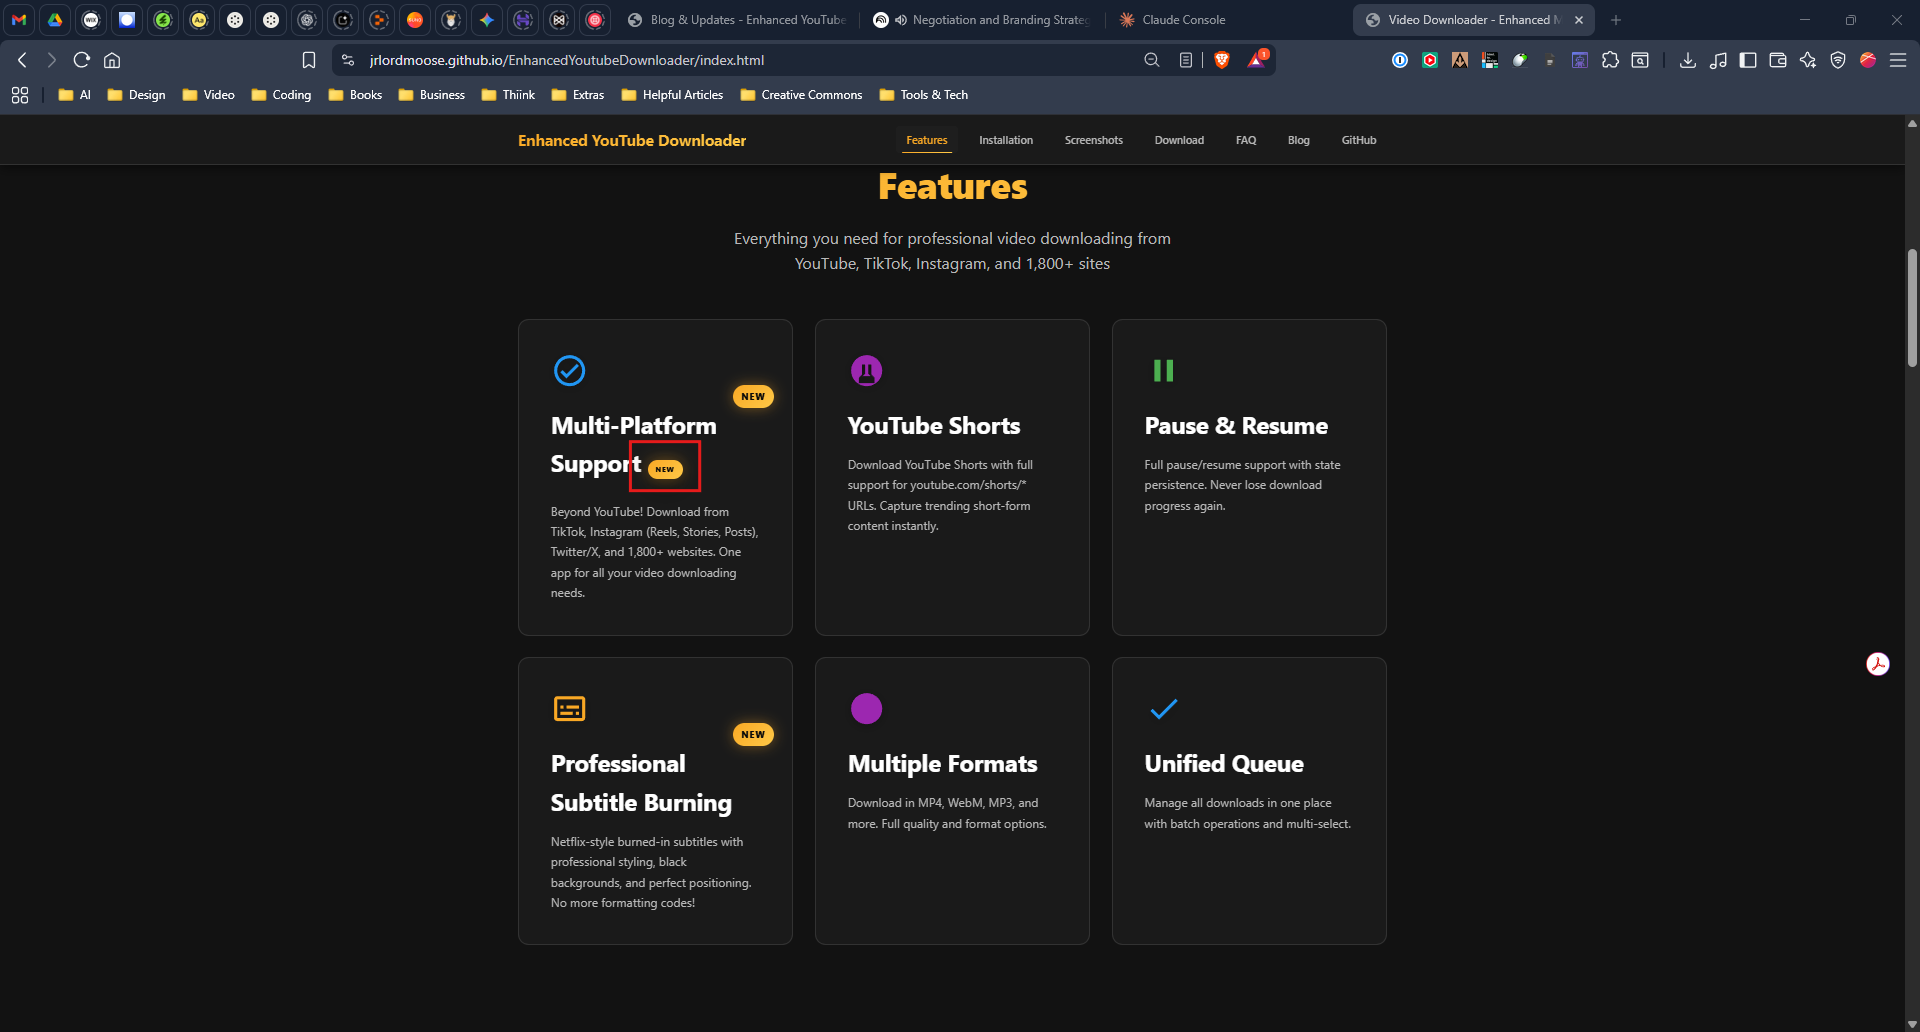 Blog & Updates - Enhanced YouTube
Negotiation and Branding Strate
Claude Console
Video Downloader - Enhanced M
jrlordmoose.github.io/EnhancedYoutubeDownloader/index.html
1
AI
Design
Video
Coding
Books
Business
Thiink
Extras
Helpful Articles
Creative Commons
Tools & Tech
Enhanced YouTube Downloader
Features
Installation
Screenshots
Download
FAQ
Blog
GitHub
Features
Everything you need for professional video downloading from
YouTube, TikTok, Instagram, and 1,800+ sites
NEW
Multi-Platform
Support NEW
Beyond YouTube! Download from
TikTok, Instagram (Reels, Stories, Posts),
Twitter/X, and 1,800+ websites. One
app for all your video downloading
needs.
YouTube Shorts
Download YouTube Shorts with full
support for youtube.com/shorts/*
URLs. Capture trending short-form
content instantly.
Pause & Resume
Full pause/resume support with state
persistence. Never lose download
progress again.
NEW
Professional
Subtitle Burning
Netflix-style burned-in subtitles with
professional styling, black
backgrounds, and perfect positioning.
No more formatting codes!
Multiple Formats
Download in MP4, WebM, MP3, and
more. Full quality and format options.
Unified Queue
Manage all downloads in one place
with batch operations and multi-select.